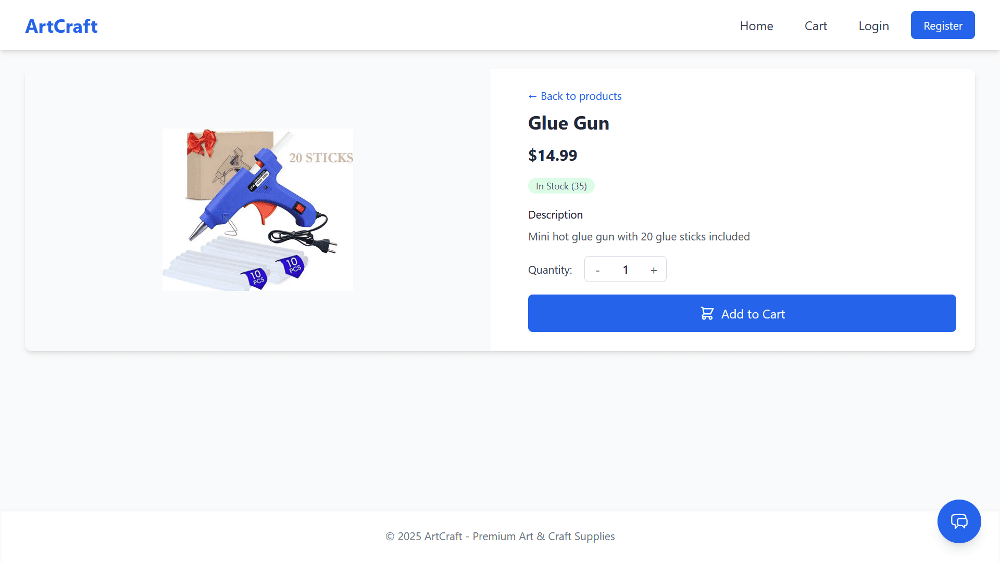 ArtCraft
Home
Cart
Login
Register
← Back to products
Glue Gun
$14.99
In Stock (35)
Description
Mini hot glue gun with 20 glue sticks included
Quantity:
-
1
+
Add to Cart
20 STICKS
10
PCS
10
PCS
© 2025 ArtCraft - Premium Art & Craft Supplies